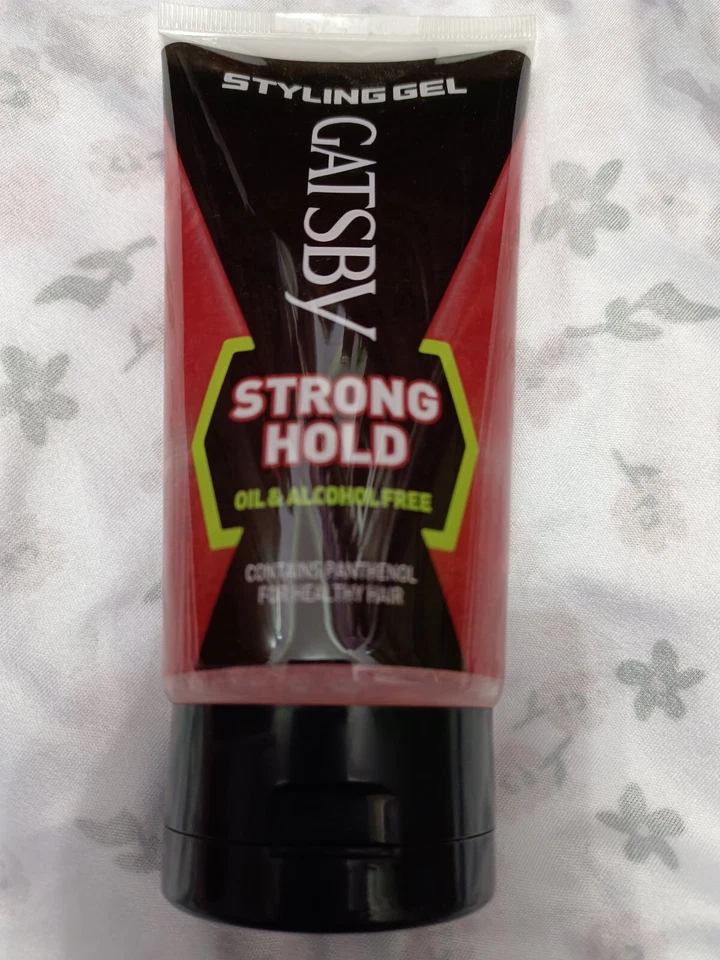 STYLING GEL
GATSBY
STRONG
HOLD
OIL & ALCOHOL FREE
CONTAINS PANTHENOL
FOR HEALTHY HAIR